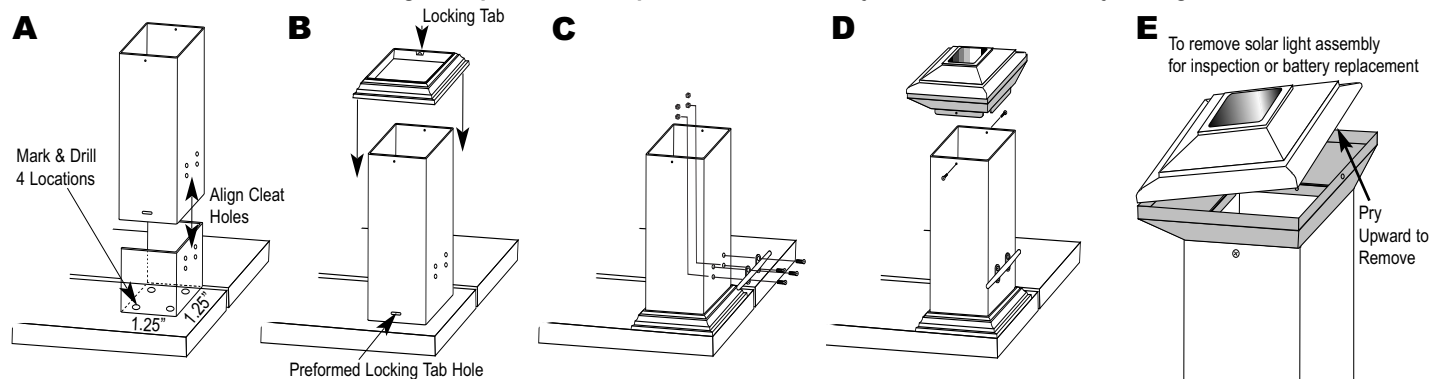 A
Mark & Drill
4 Locations
Align Cleat
Holes
1.25"
1.25"
B
Locking Tab
Preformed Locking Tab Hole
C
D
E
To remove solar light assembly
for inspection or battery replacement
Pry
Upward to
Remove